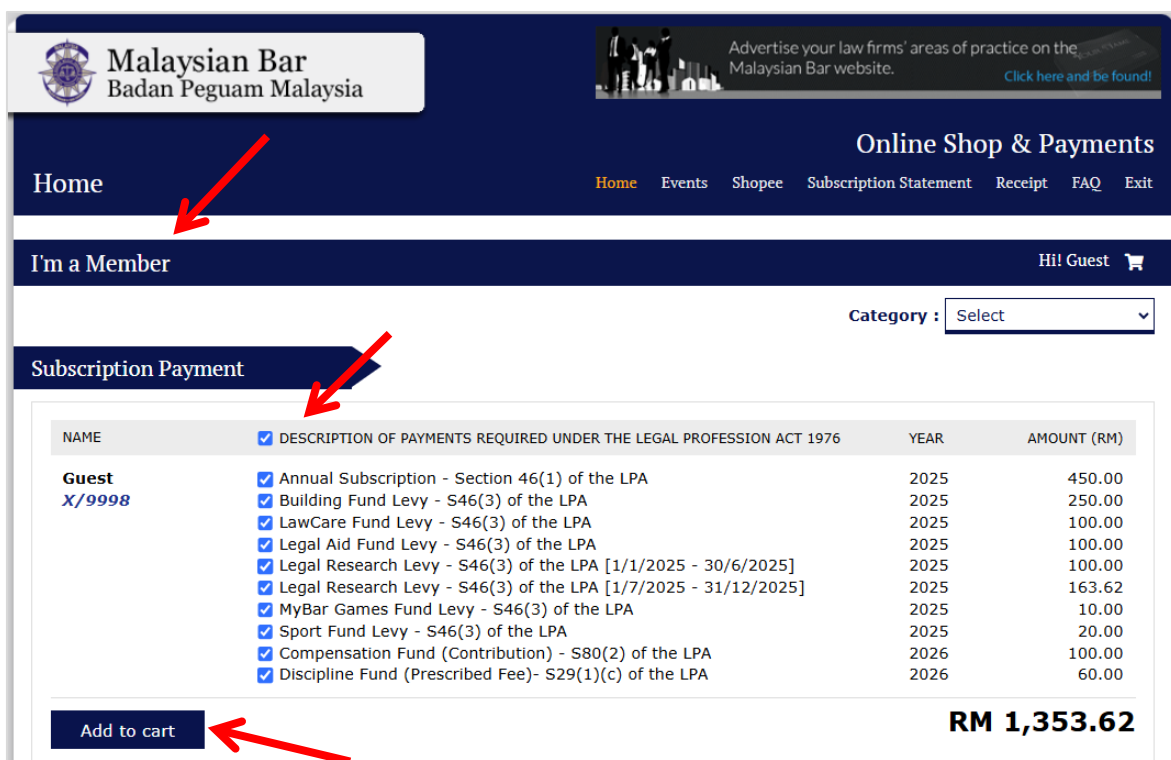 Malaysian Bar
Badan Peguam Malaysia
Advertise your law firms' areas of practice on the
Malaysian Bar website.
Click here and be found!
Online Shop & Payments
Home
Home Events Shopee Subscription Statement Receipt FAQ Exit
I'm a Member
Hi! Guest
Category : Select
Subscription Payment
NAME DESCRIPTION OF PAYMENTS REQUIRED UNDER THE LEGAL PROFESSION ACT 1976 YEAR AMOUNT (RM)
Guest Annual Subscription - Section 46(1) of the LPA 2025 450.00
X/9998 Building Fund Levy - S46(3) of the LPA 2025 250.00
LawCare Fund Levy - S46(3) of the LPA 2025 100.00
Legal Aid Fund Levy - S46(3) of the LPA 2025 100.00
Legal Research Levy - S46(3) of the LPA [1/1/2025 - 30/6/2025] 2025 100.00
Legal Research Levy - S46(3) of the LPA [1/7/2025 - 31/12/2025] 2025 163.62
MyBar Games Fund Levy - S46(3) of the LPA 2025 10.00
Sport Fund Levy - S46(3) of the LPA 2025 20.00
Compensation Fund (Contribution) - S80(2) of the LPA 2026 100.00
Discipline Fund (Prescribed Fee)- S29(1)(c) of the LPA 2026 60.00
Add to cart RM 1,353.62